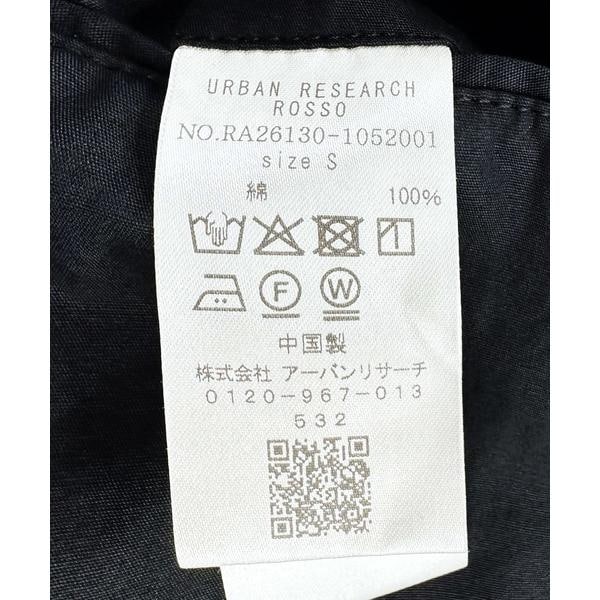 URBAN RESEARCH
ROSSO
NO.RA26130-1052001
size S
綿 100%
F W
中国製
株式会社 アーバンリサーチ
0120-967-013
532